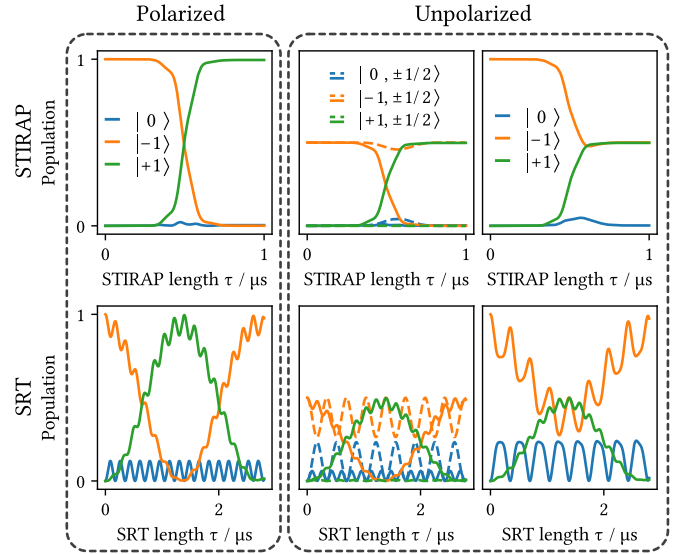 Polarized
Unpolarized
STIRAP
Population
1
0
| 0 ⟩
|−1⟩
|+1⟩
0
1
STIRAP length τ / μs
| 0 , ±1/2⟩
|−1, ±1/2⟩
|+1, ±1/2⟩
0
1
STIRAP length τ / μs
| 0 ⟩
|−1⟩
|+1⟩
0
1
STIRAP length τ / μs
SRT
Population
1
0
0
2
SRT length τ / μs
0
2
SRT length τ / μs
0
2
SRT length τ / μs